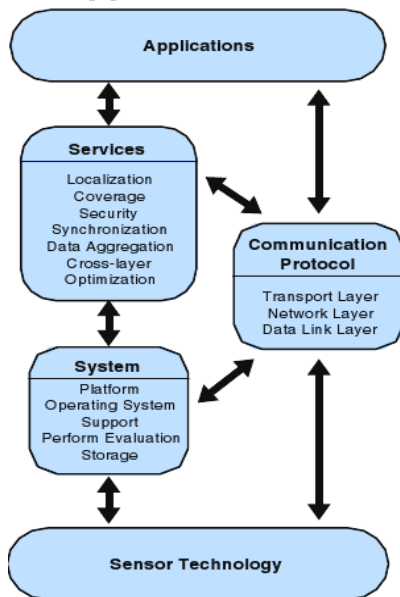 Applications
Services
Localization
Coverage
Security
Synchronization
Data Aggregation
Cross-layer
Optimization
Communication
Protocol
Transport Layer
Network Layer
Data Link Layer
System
Platform
Operating System
Support
Perform Evaluation
Storage
Sensor Technology